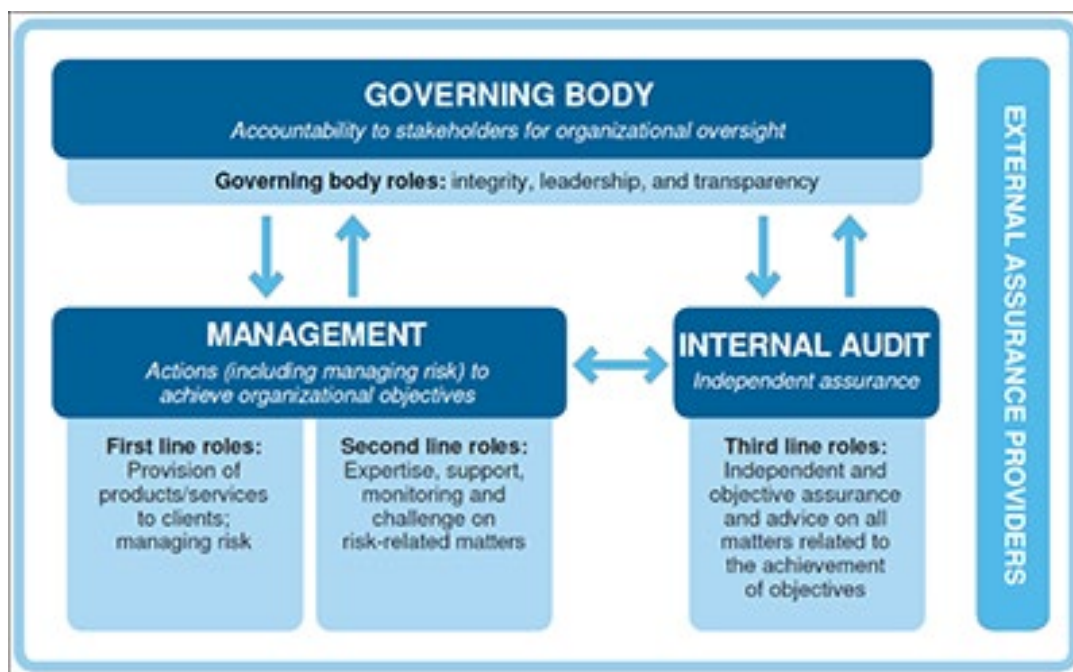 GOVERNING BODY
Accountability to stakeholders for organizational oversight
Governing body roles: integrity, leadership, and transparency
MANAGEMENT
Actions (including managing risk) to
achieve organizational objectives
First line roles:
Provision of
products/services
to clients;
managing risk
Second line roles:
Expertise, support,
monitoring and
challenge on
risk-related matters
INTERNAL AUDIT
Independent assurance
Third line roles:
Independent and
objective assurance
and advice on all
matters related to
the achievement
of objectives
EXTERNAL ASSURANCE PROVIDERS